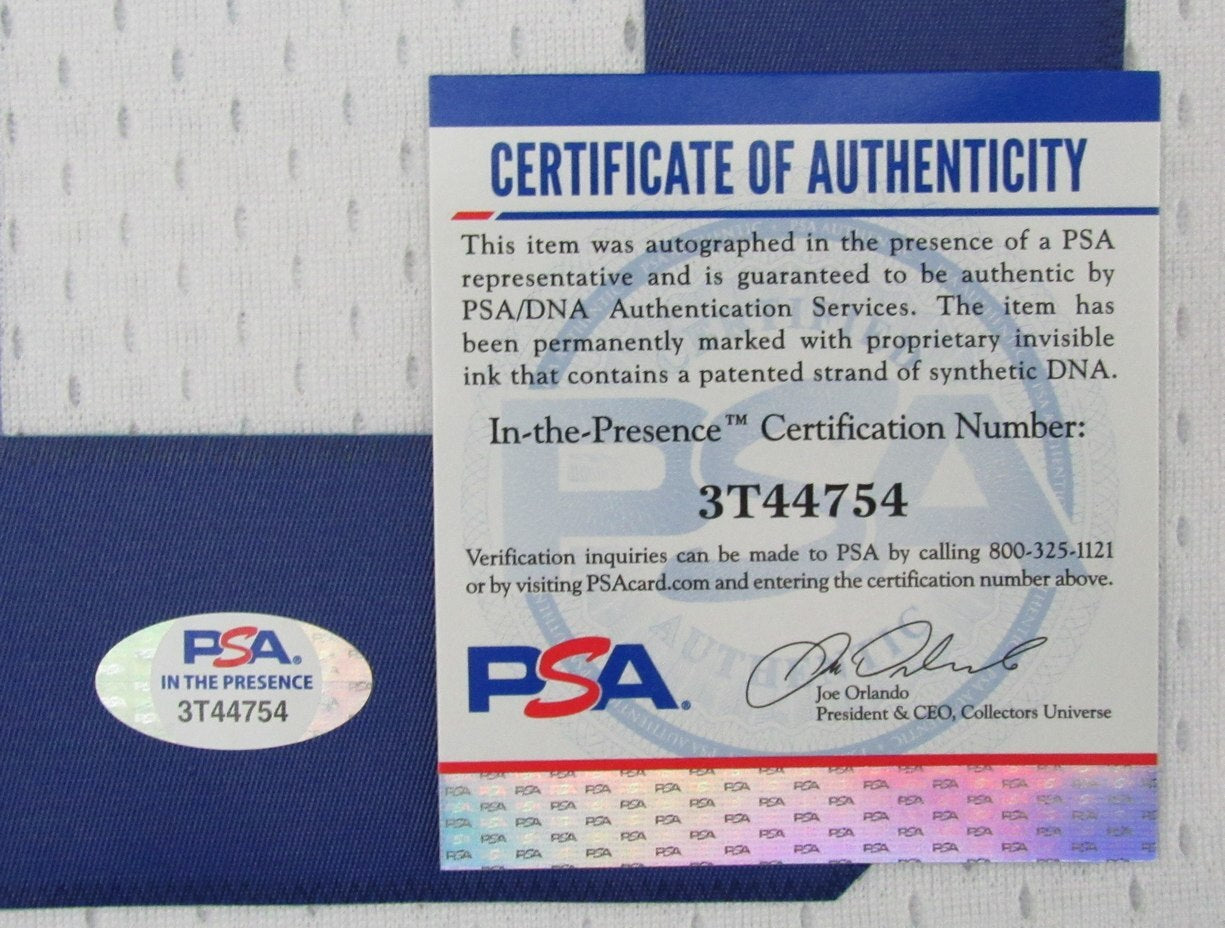 CERTIFICATE OF AUTHENTICITY
This item was autographed in the presence of a PSA
representative and is guaranteed to be authentic by
PSA/DNA Authentication Services. The item has
been permanently marked with proprietary invisible
ink that contains a patented strand of synthetic DNA.
In-the-Presence™ Certification Number:
3T44754
Verification inquiries can be made to PSA by calling 800-325-1121
or by visiting PSAcard.com and entering the certification number above.
PSA®
Joe Orlando
President & CEO, Collectors Universe
PSA®
IN THE PRESENCE
3T44754